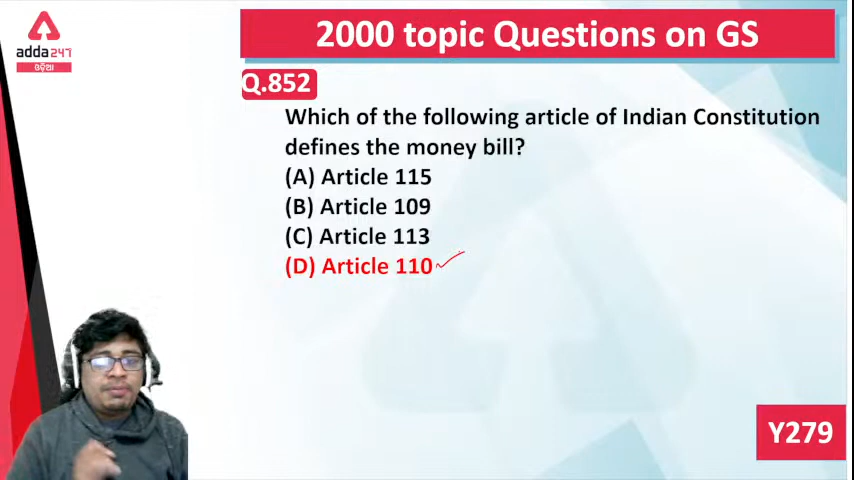 adda247
ଓଡ଼ିଆ
2000 topic Questions on GS
Q.852
Which of the following article of Indian Constitution
defines the money bill?
(A) Article 115
(B) Article 109
(C) Article 113
(D) Article 110
Y279